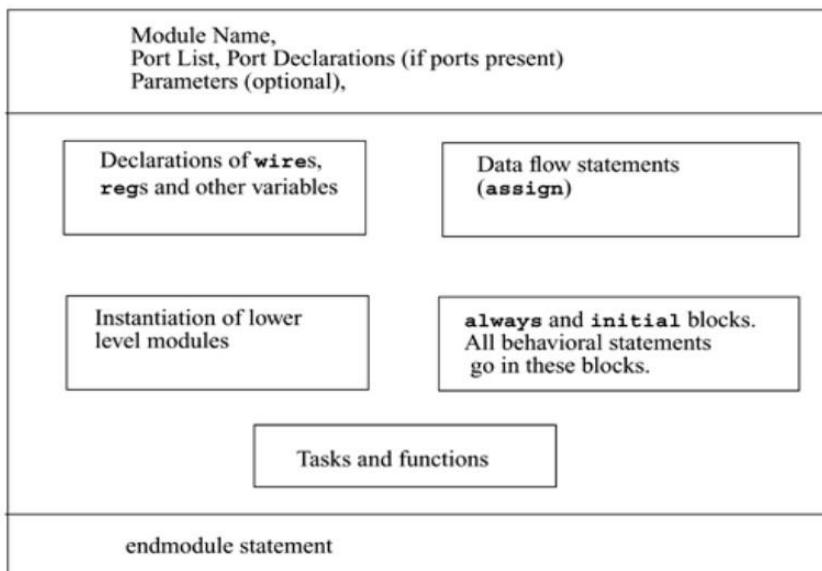 Module Name,
Port List, Port Declarations (if ports present)
Parameters (optional),
Declarations of wires,
regs and other variables
Data flow statements
(assign)
Instantiation of lower
level modules
always and initial blocks.
All behavioral statements
go in these blocks.
Tasks and functions
endmodule statement